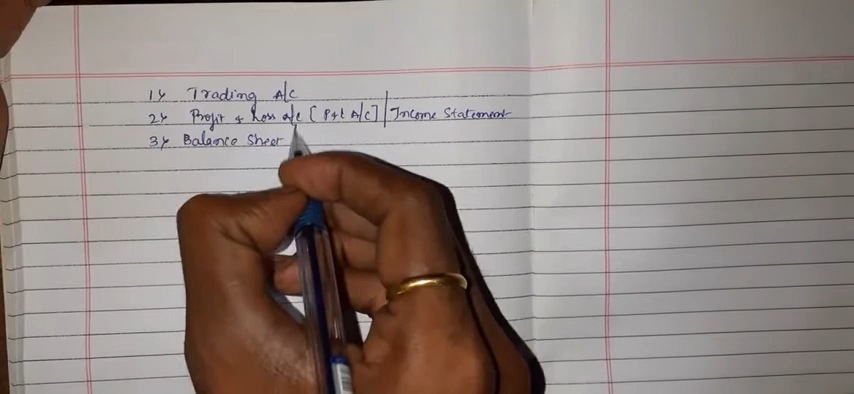 1) Trading A/C
2) Profit & Loss a/c [P&L A/C] | Income Statement
3) Balance Sheet